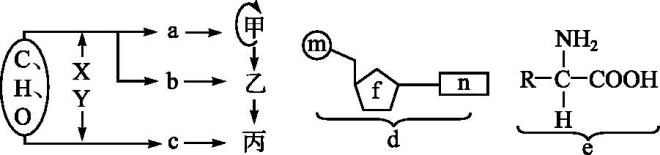 C、 H、 O
X Y
a 甲
b 乙
c 丙
m f n
d
NH₂
R C COOH
H
e